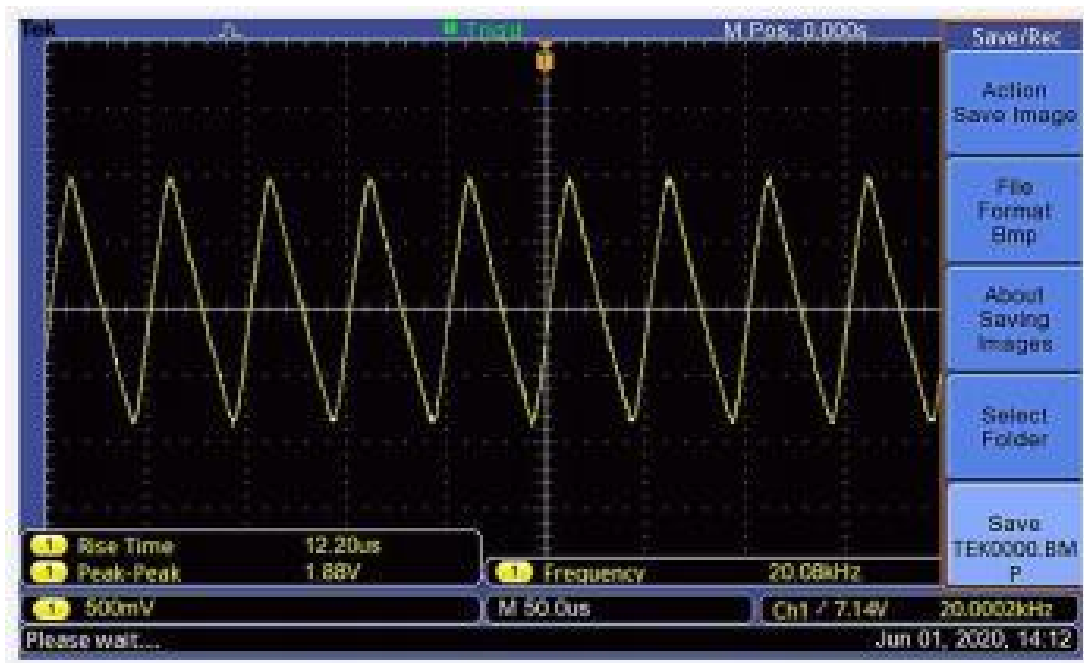 Tek M Trig'd M Pos: 0.000s Save/Rec
Action
Save Image
File
Format
Bmp
About
Saving
Images
Select
Folder
Save
TEK0000.BM
P
1 Rise Time 12.20us
1 Peak-Peak 1.88V
1 Frequency 20.08kHz
1 500mV M 50.0us Ch1 / 7.14V 20.0002kHz
Please wait... Jun 01, 2020, 14:12